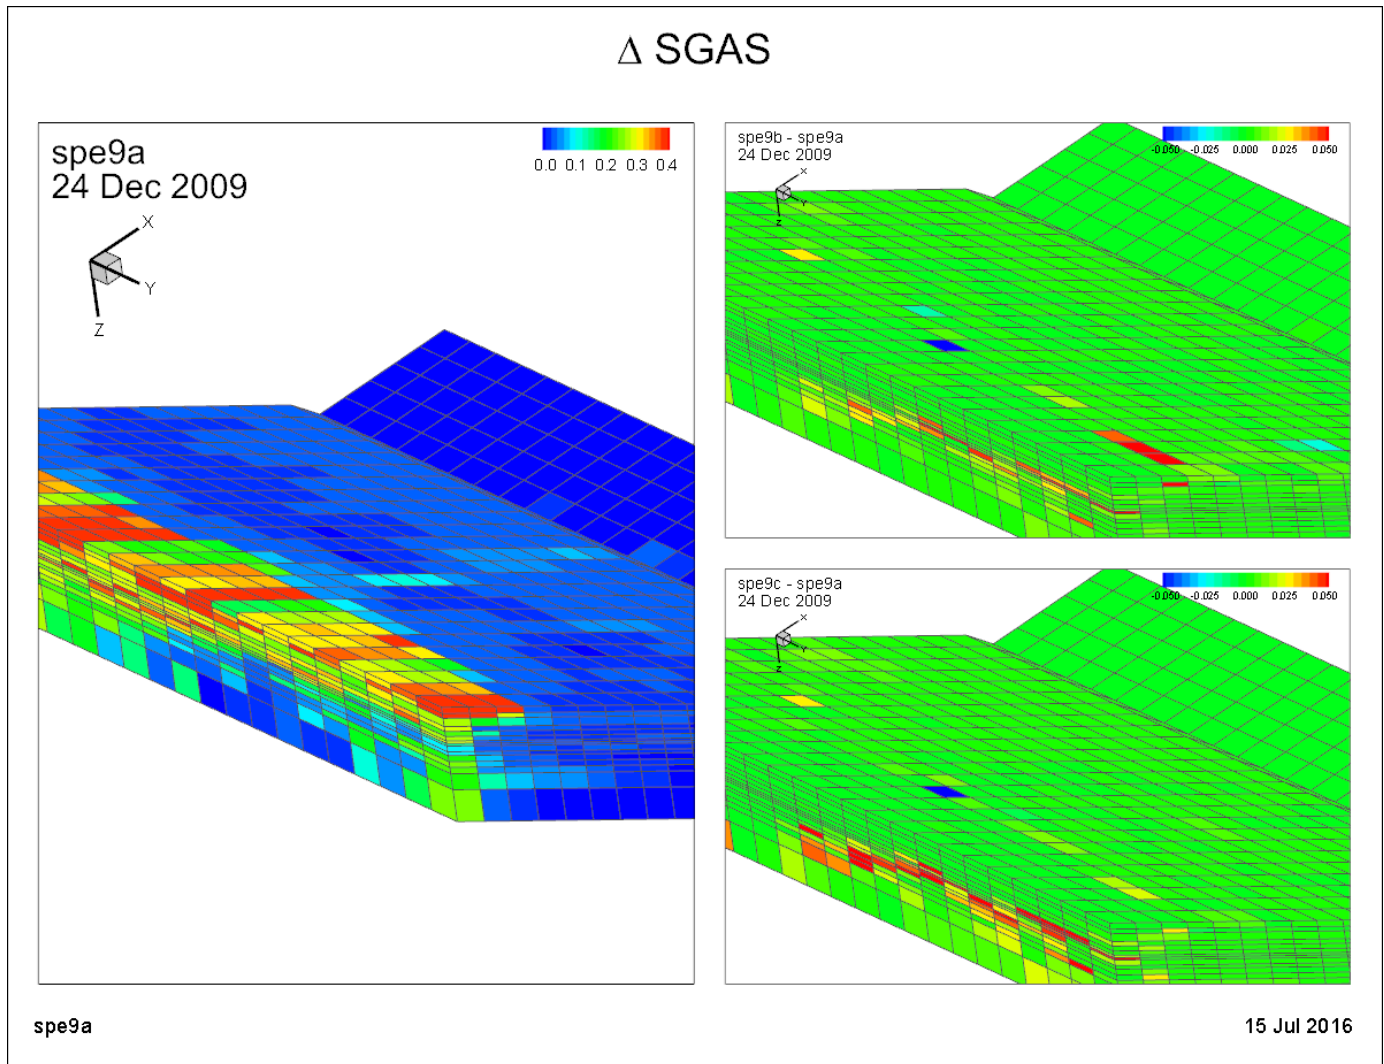 Δ SGAS
spe9a
24 Dec 2009
0.0 0.1 0.2 0.3 0.4
X
Y
Z
spe9b - spe9a
24 Dec 2009
-0.050 -0.025 0.000 0.025 0.050
X
Y
Z
spe9c - spe9a
24 Dec 2009
-0.050 -0.025 0.000 0.025 0.050
X
Y
Z
spe9a
15 Jul 2016